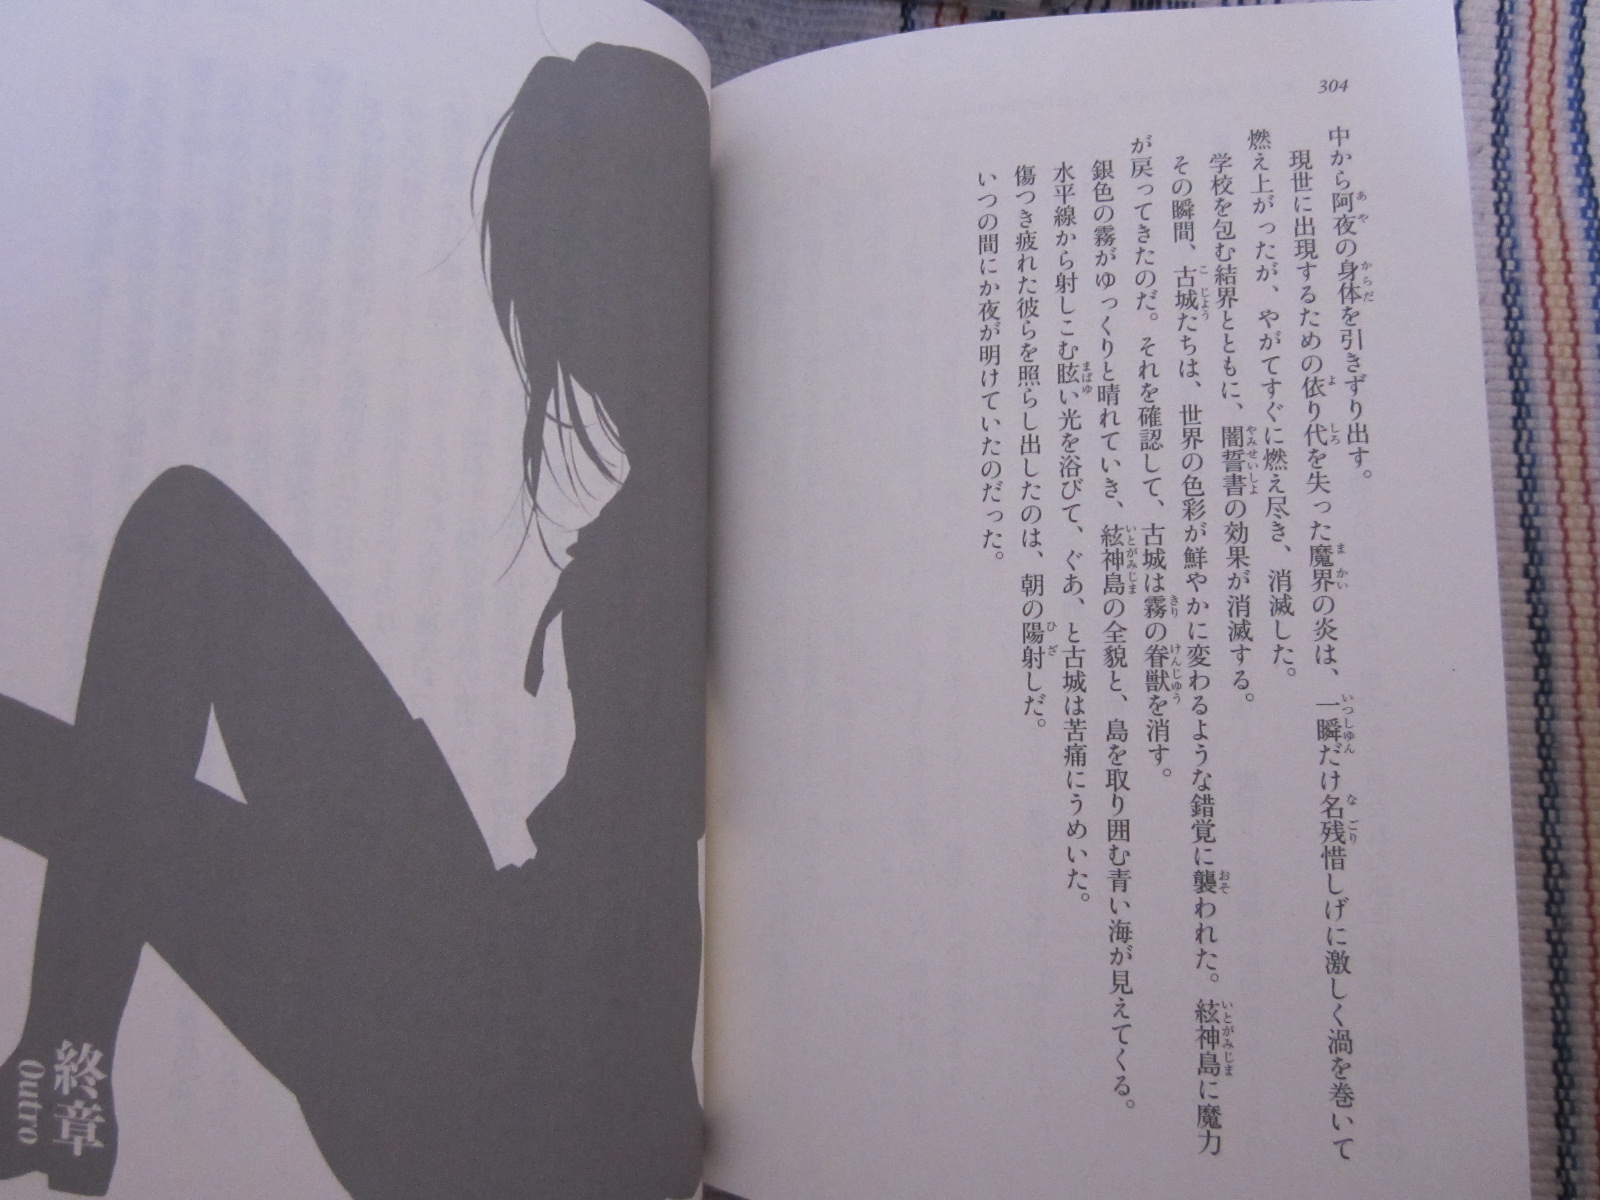 304
中から阿夜の身体を引きずり出す。
現世に出現するための依り代を失った魔界の炎は、一瞬だけ名残惜しげに激しく渦を巻いて
燃え上がったが、やがてすぐに燃え尽き、消滅した。
学校を包む結界とともに、闇誓書の効果が消滅する。
その瞬間、古城たちは、世界の色彩が鮮やかに変わるような錯覚に襲われた。絃神島に魔力
が戻ってきたのだ。それを確認して、古城は霧の眷獣を消す。
銀色の霧がゆっくりと晴れていき、絃神島の全貌と、島を取り囲む青い海が見えてくる。
水平線から射しこむ眩い光を浴びて、ぐあ、と古城は苦痛にうめいた。
傷つき疲れた彼らを照らし出したのは、朝の陽射しだ。
いつの間にか夜が明けていたのだった。
終章
Outro